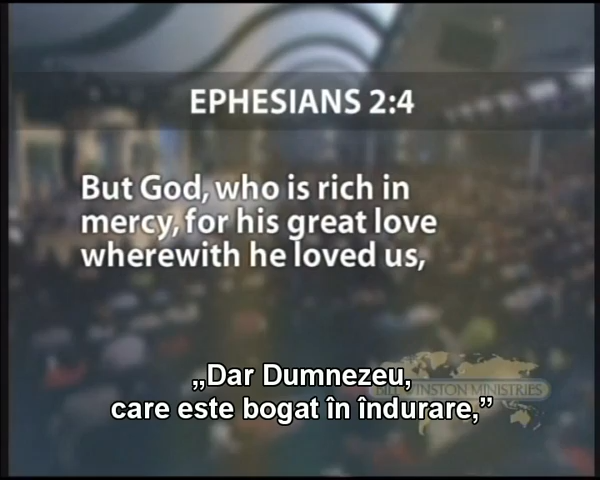 EPHESIANS 2:4
But God, who is rich in
mercy, for his great love
wherewith he loved us,
„Dar Dumnezeu,
BILL WINSTON MINISTRIES
care este bogat în îndurare,”